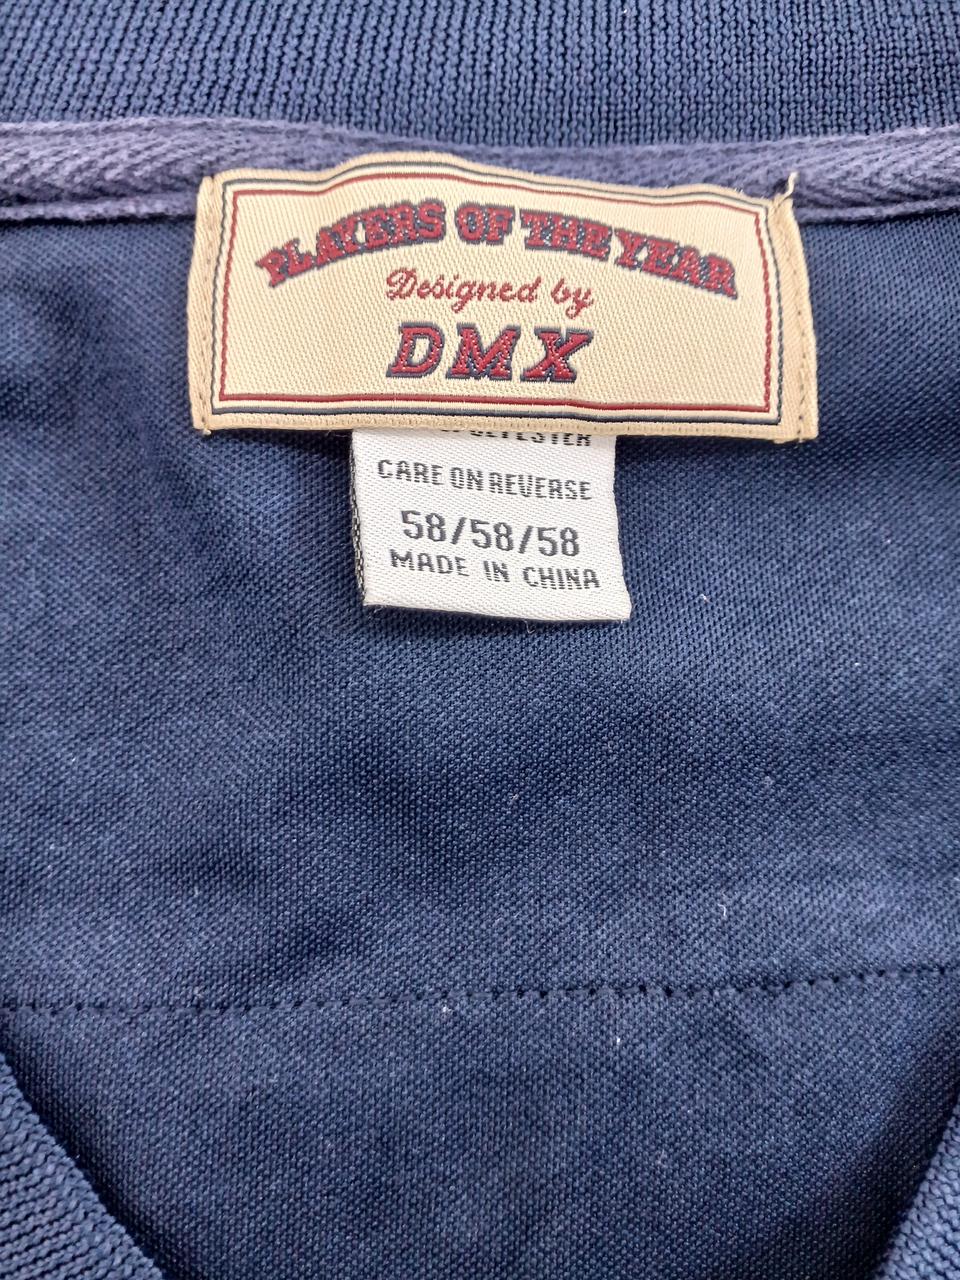 PLAYERS OF THE YEAR
Designed by
DMX
CARE ON REVERSE
58/58/58
MADE IN CHINA